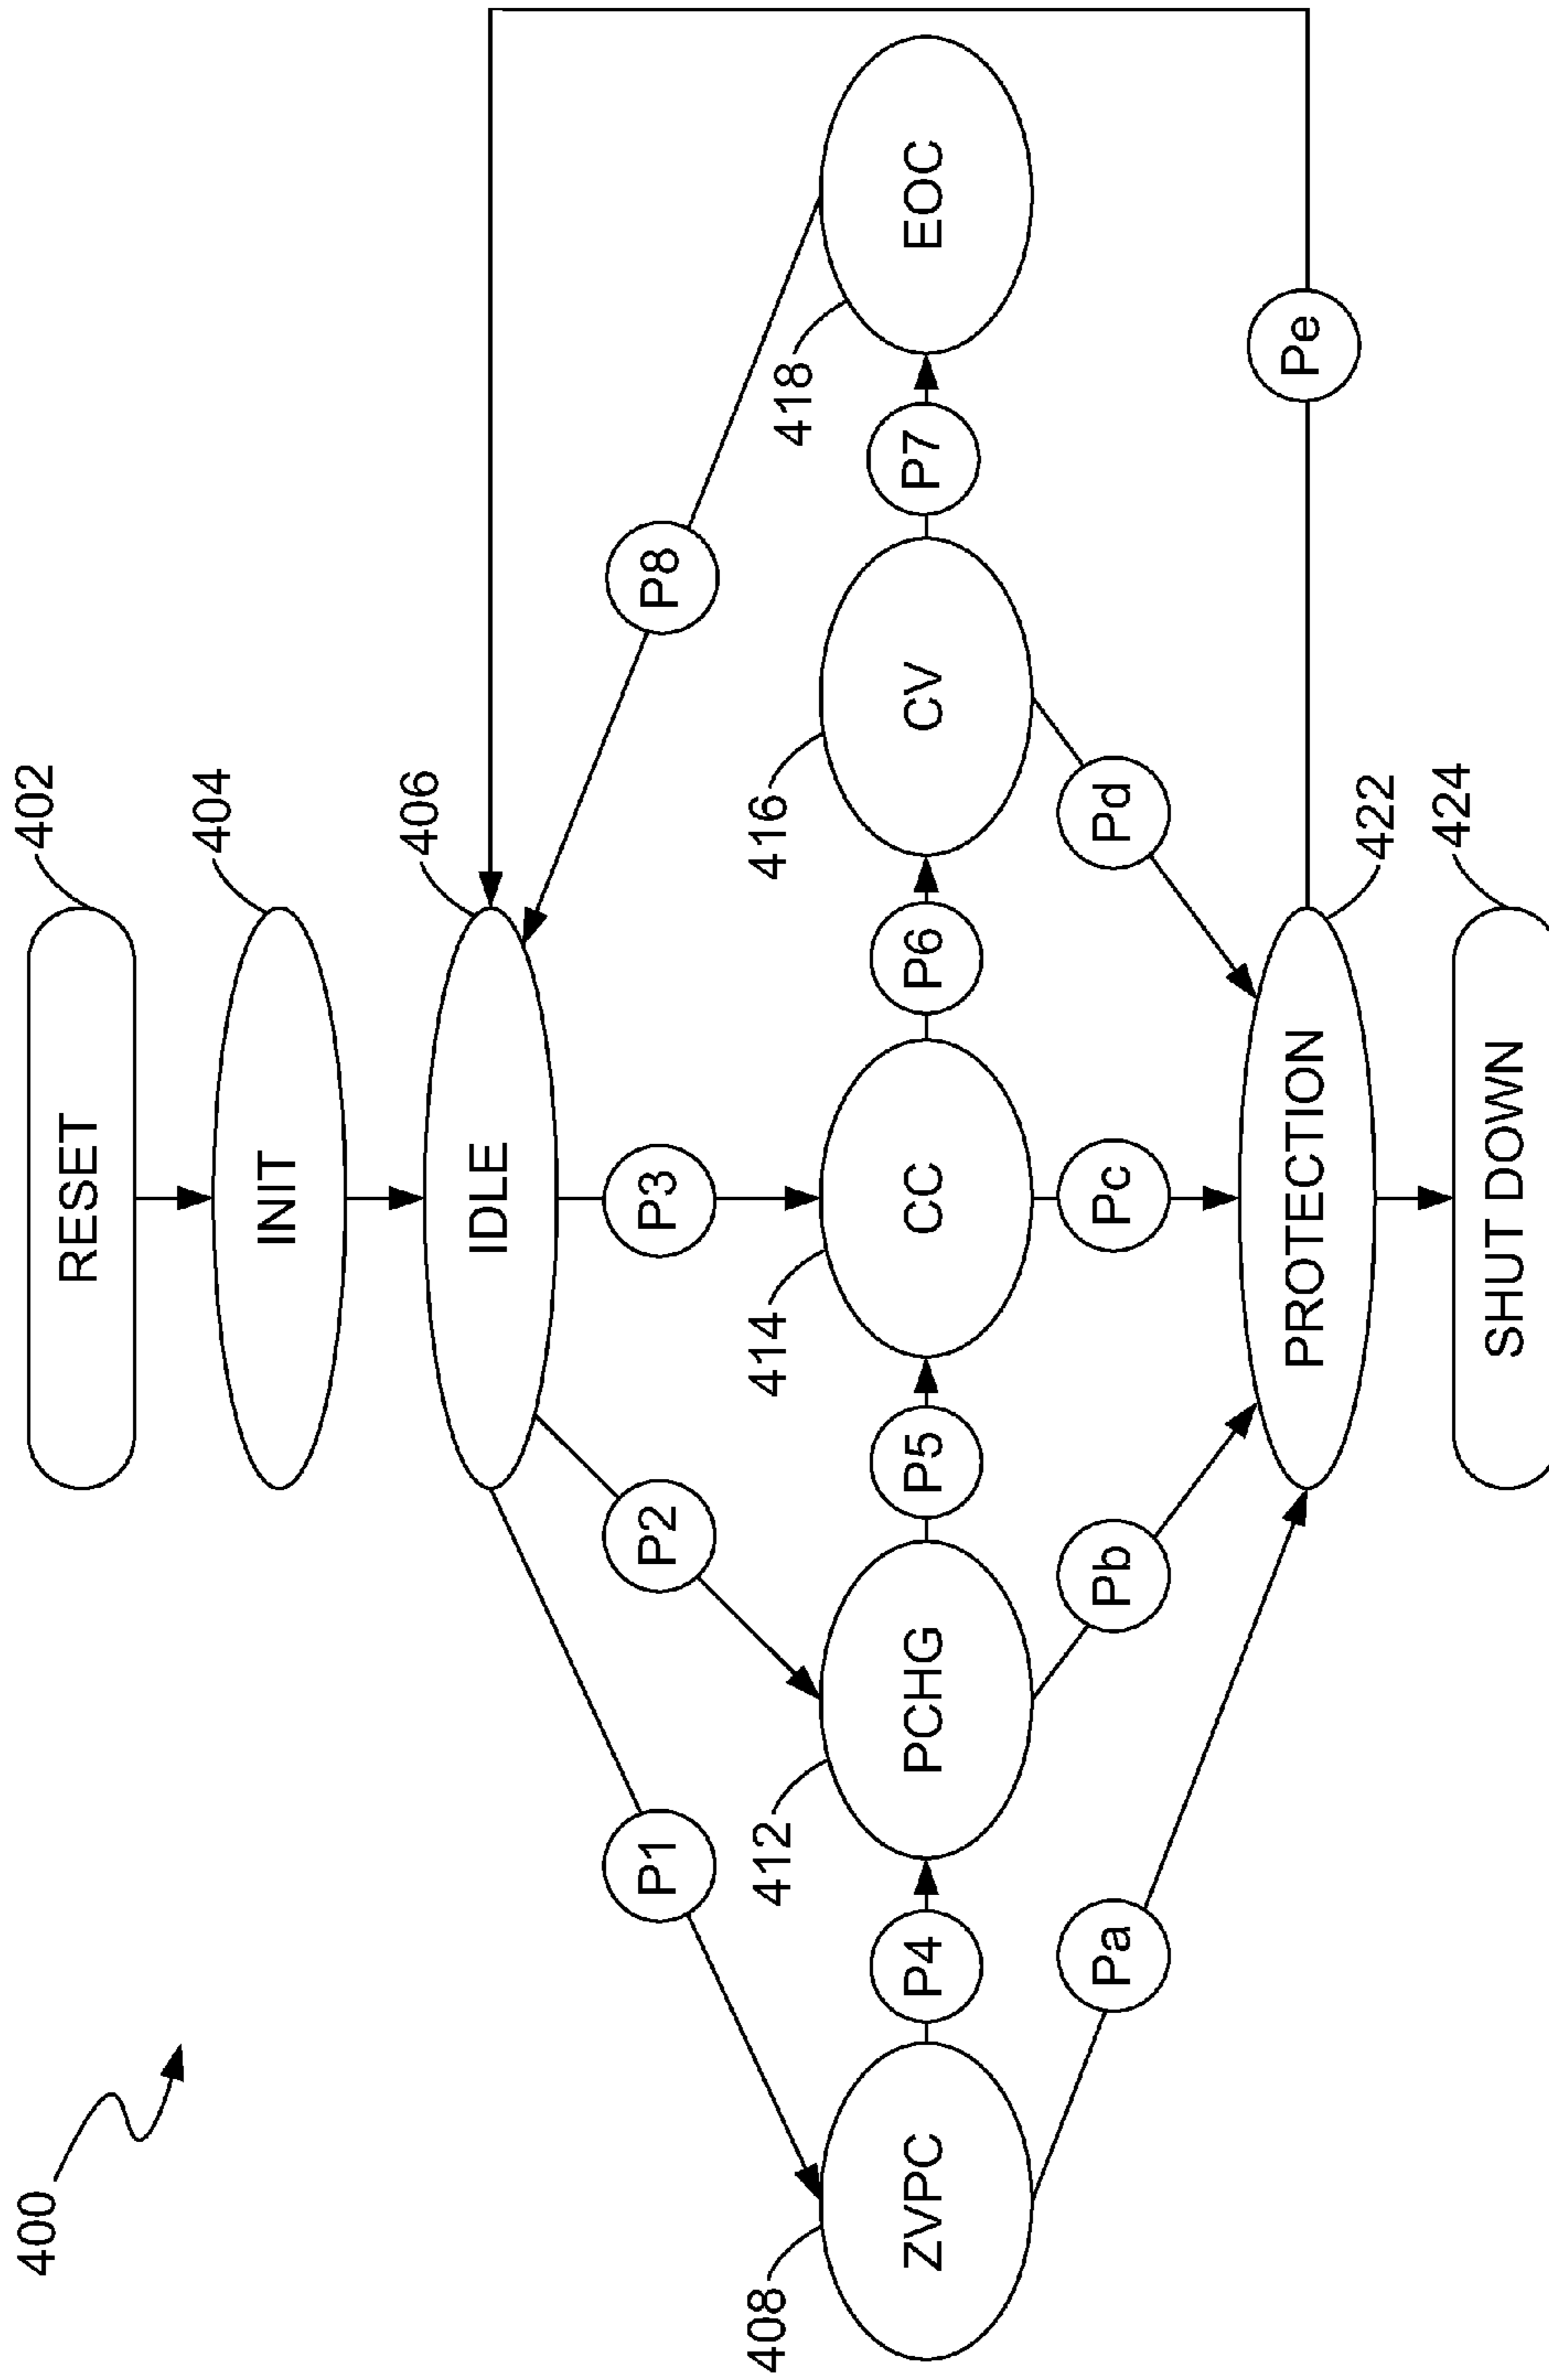 400
RESET
402
INIT
404
IDLE
406
P1
P2
P3
P8
408
412
414
416
418
ZVPC
P4
PCHG
P5
CC
P6
CV
P7
EOC
Pa
Pb
Pc
Pd
Pe
PROTECTION
422
SHUT DOWN
424